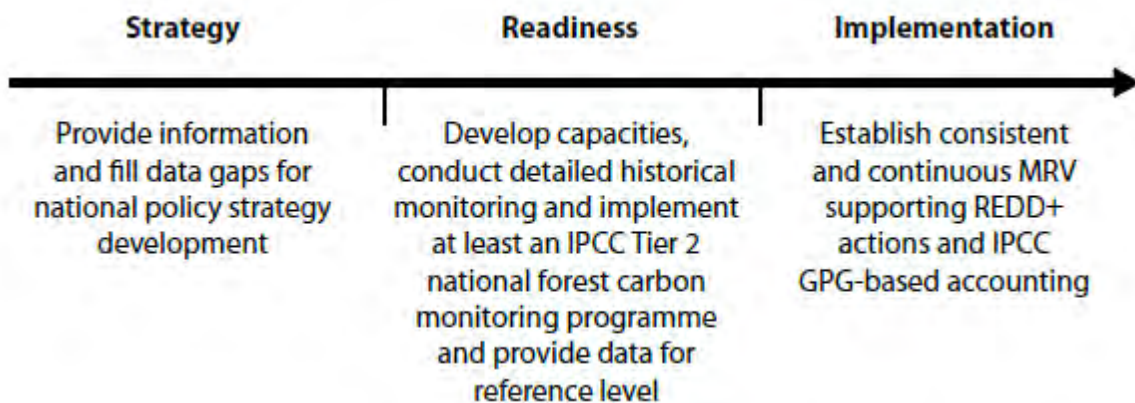 Strategy
Readiness
Implementation
Provide information
and fill data gaps for
national policy strategy
development
Develop capacities,
conduct detailed historical
monitoring and implement
at least an IPCC Tier 2
national forest carbon
monitoring programme
and provide data for
reference level
Establish consistent
and continuous MRV
supporting REDD+
actions and IPCC
GPG-based accounting